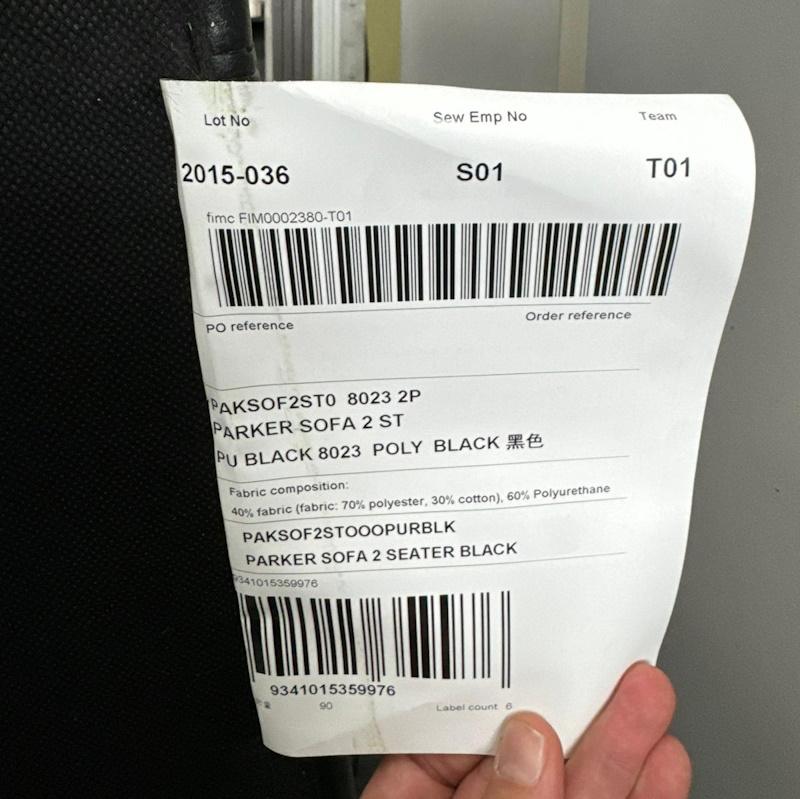 Lot No Sew Emp No Team
2015-036 S01 T01
fimc FIM0002380-T01
PO reference Order reference
PAKSOF2ST0 8023 2P
PARKER SOFA 2 ST
PU BLACK 8023 POLY BLACK 黑色
Fabric composition:
40% fabric (fabric: 70% polyester, 30% cotton), 60% Polyurethane
PAKSOF2STOOOPURBLK
PARKER SOFA 2 SEATER BLACK
9341015359976
9341015359976
90 Label count 6